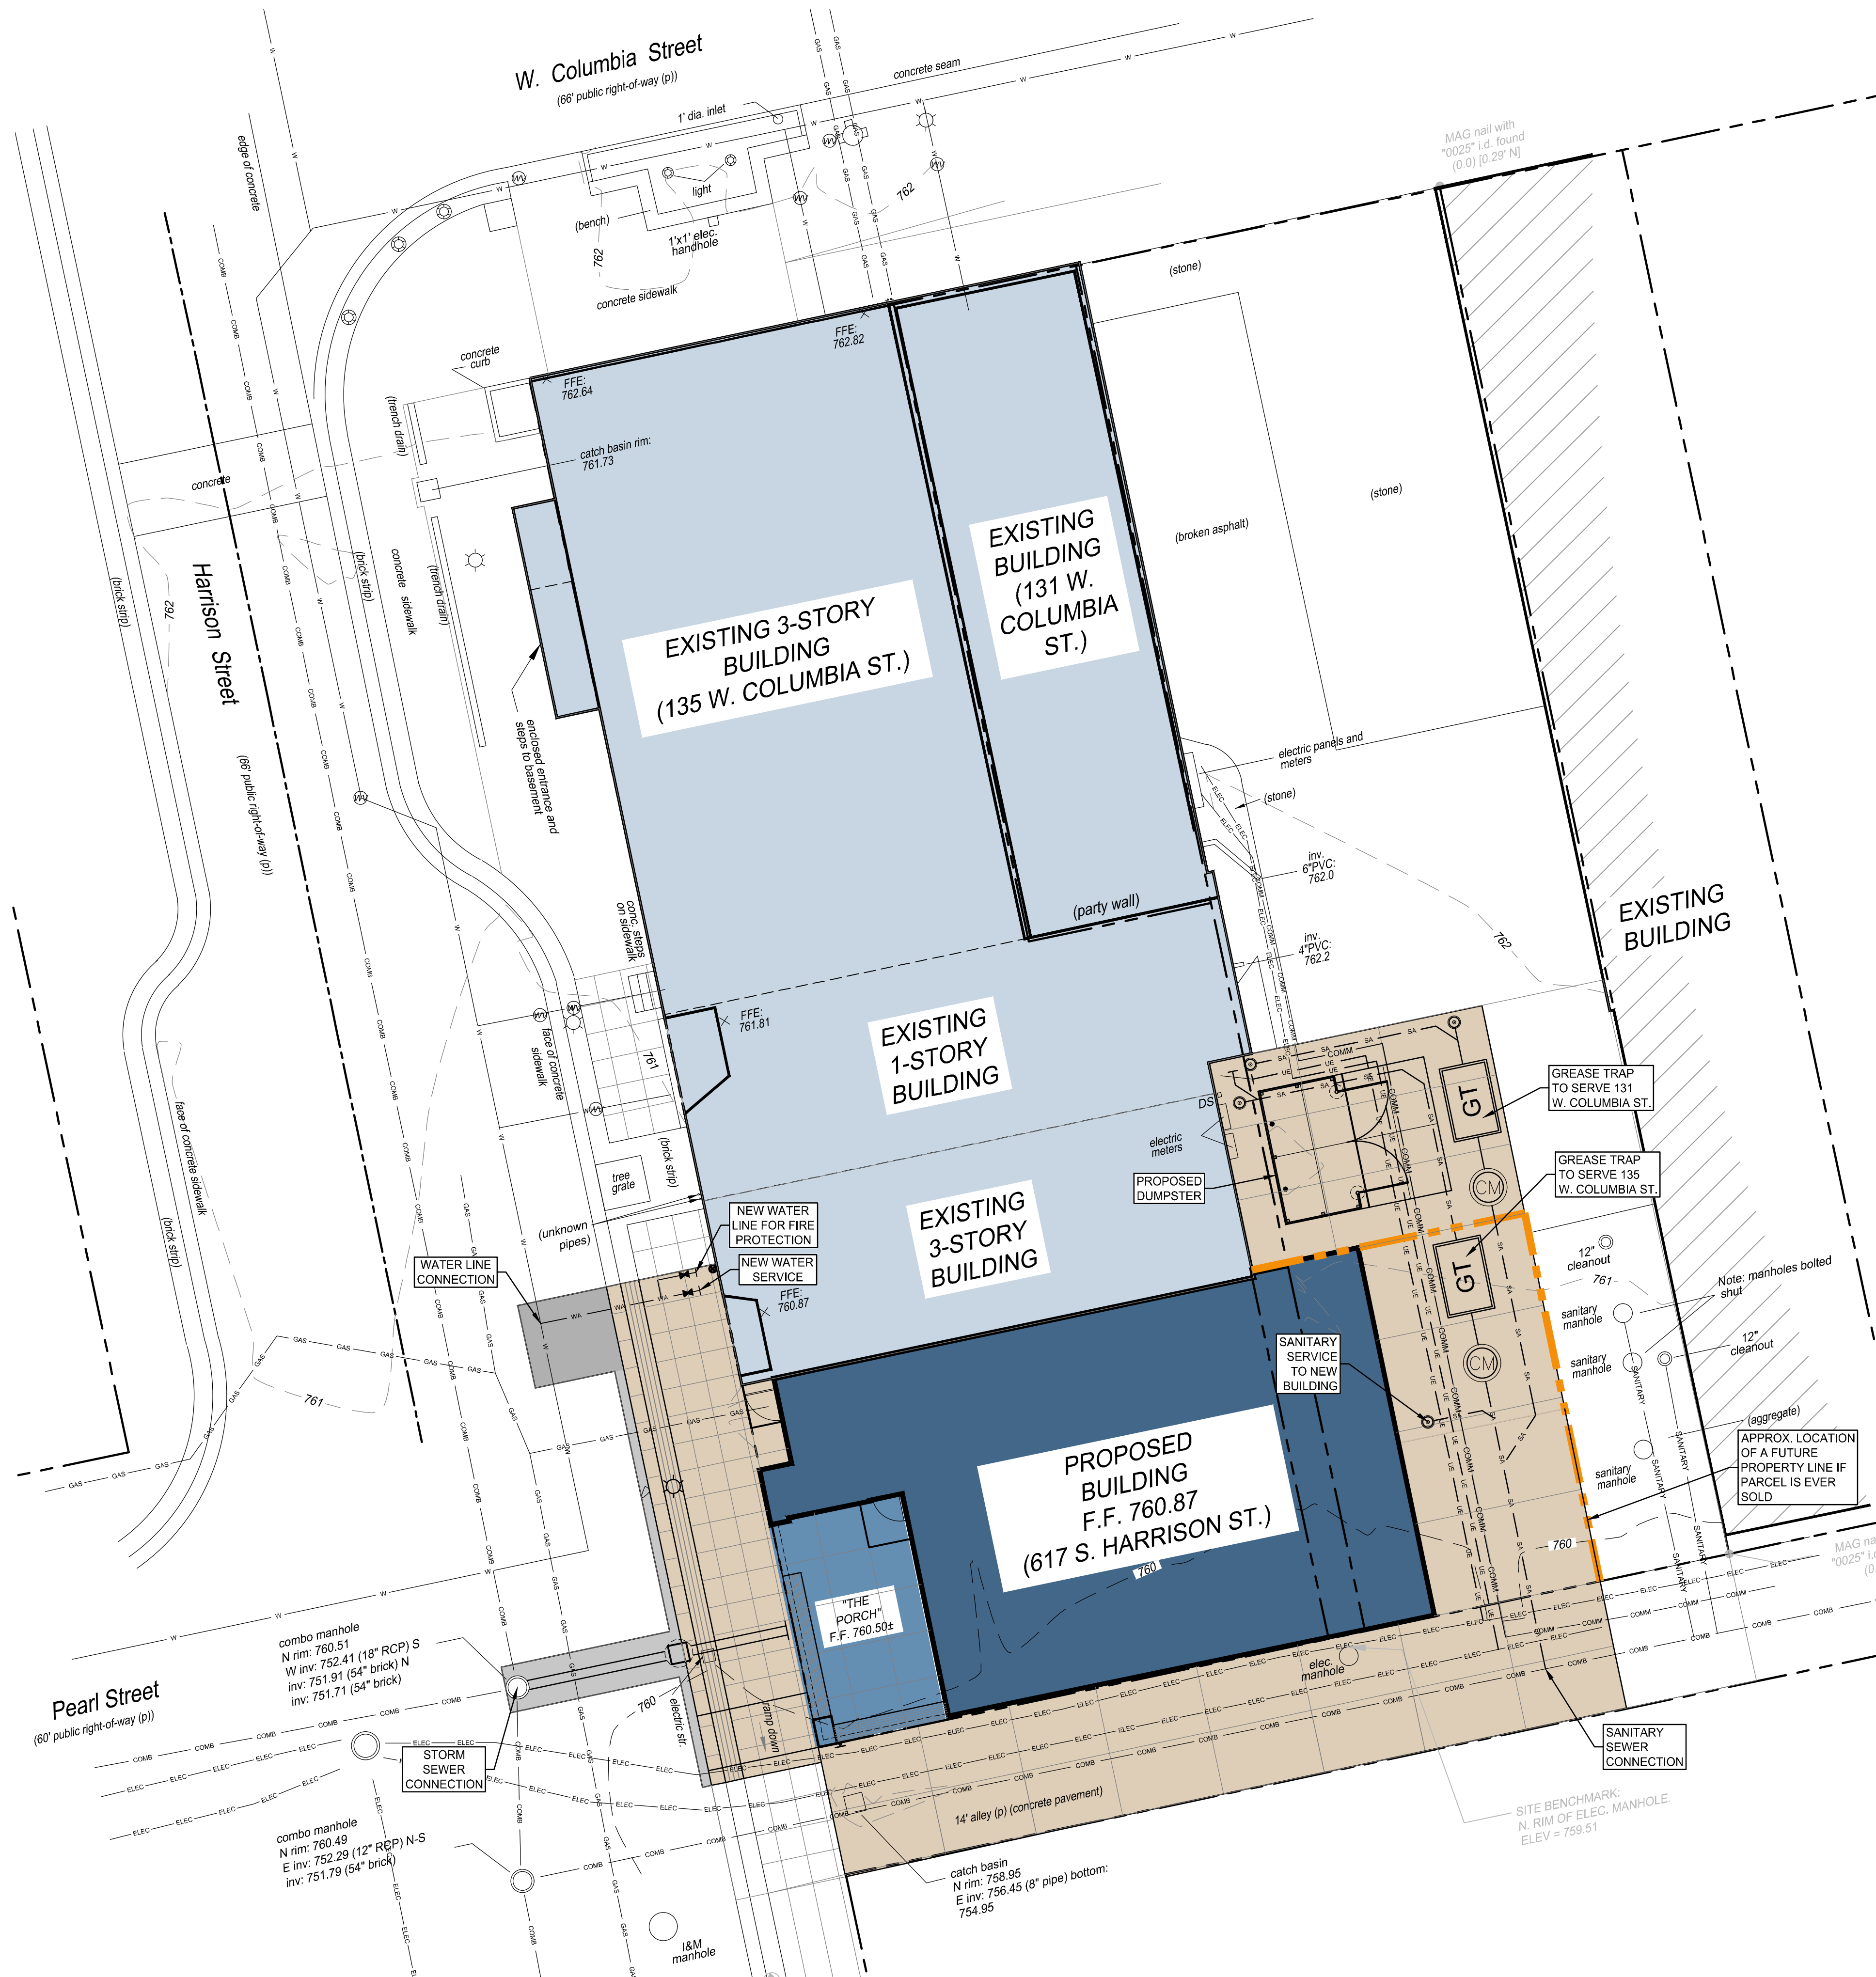 W. Columbia Street
(66' public right-of-way (p))
concrete seam
1' dia. inlet
light
(bench)
1'x1' elec.
handhole
762
762
concrete sidewalk
edge of concrete
MAG nail with
"0025" i.d. found
(0.0) [0.29' N]
(stone)
FFE:
762.82
FFE:
762.64
concrete
curb
(trench drain)
catch basin rim:
761.73
concrete
(brick strip)
762
Harrison Street
(66' public right-of-way (p))
(brick strip)
concrete sidewalk
(trench drain)
enclosed entrance and
steps to basement
EXISTING 3-STORY
BUILDING
(135 W. COLUMBIA ST.)
EXISTING
BUILDING
(131 W.
COLUMBIA
ST.)
(broken asphalt)
(stone)
electric panels and
meters
(stone)
inv.
6"PVC:
762.0
inv.
4"PVC:
762.2
762
EXISTING
BUILDING
(party wall)
conc. steps
on sidewalk
FFE:
761.81
761
face of concrete
sidewalk
EXISTING
1-STORY
BUILDING
DS
electric
meters
PROPOSED
DUMPSTER
GT
GREASE TRAP
TO SERVE 131
W. COLUMBIA ST.
CM
GREASE TRAP
TO SERVE 135
W. COLUMBIA ST.
GT
CM
face of concrete sidewalk
(brick strip)
tree
grate
(brick strip)
(unknown
pipes)
NEW WATER
LINE FOR FIRE
PROTECTION
NEW WATER
SERVICE
WATER LINE
CONNECTION
FFE:
760.87
EXISTING
3-STORY
BUILDING
12"
cleanout
761
Note: manholes bolted
shut
sanitary
manhole
sanitary
manhole
12"
cleanout
SANITARY
SERVICE
TO NEW
BUILDING
(aggregate)
sanitary
manhole
APPROX. LOCATION
OF A FUTURE
PROPERTY LINE IF
PARCEL IS EVER
SOLD
761
PROPOSED
BUILDING
F.F. 760.87
(617 S. HARRISON ST.)
760
760
"THE
PORCH"
F.F. 760.50±
MAG na
"0025" i.d
(0.
combo manhole
N rim: 760.51
W inv: 752.41 (18" RCP) S
inv: 751.91 (54" brick) N
inv: 751.71 (54" brick)
Pearl Street
(60' public right-of-way (p))
760
electric str.
ramp down
elec.
manhole
STORM
SEWER
CONNECTION
SANITARY
SEWER
CONNECTION
14' alley (p) (concrete pavement)
SITE BENCHMARK:
N. RIM OF ELEC. MANHOLE.
ELEV = 759.51
combo manhole
N rim: 760.49
E inv: 752.29 (12" RCP) N-S
inv: 751.79 (54" brick)
catch basin
N rim: 758.95
E inv: 756.45 (8" pipe) bottom:
754.95
I&M
manhole